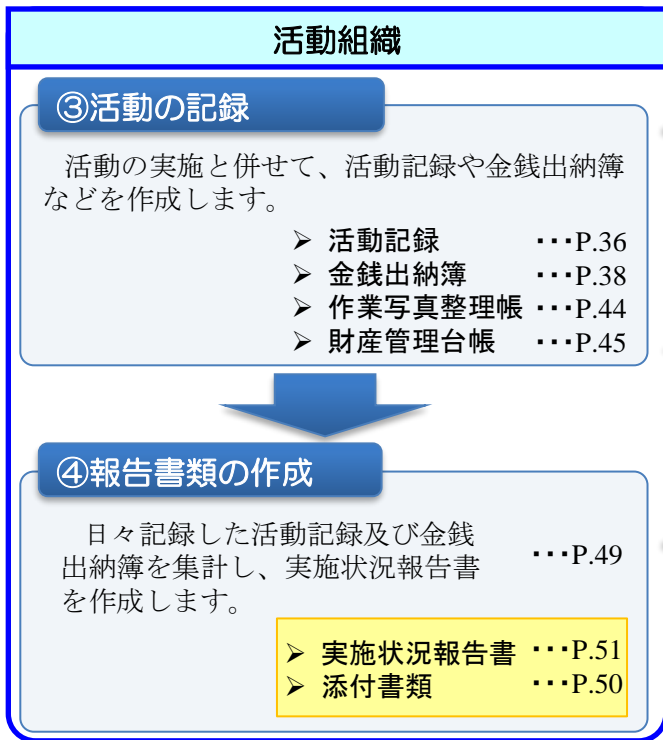 活動組織
③活動の記録
活動の実施と併せて、活動記録や金銭出納簿
などを作成します。
➢ 活動記録 ・・・P.36
➢ 金銭出納簿 ・・・P.38
➢ 作業写真整理帳 ・・・P.44
➢ 財産管理台帳 ・・・P.45
④報告書類の作成
日々記録した活動記録及び金銭
出納簿を集計し、実施状況報告書 ・・・P.49
を作成します。
➢ 実施状況報告書 ・・・P.51
➢ 添付書類 ・・・P.50